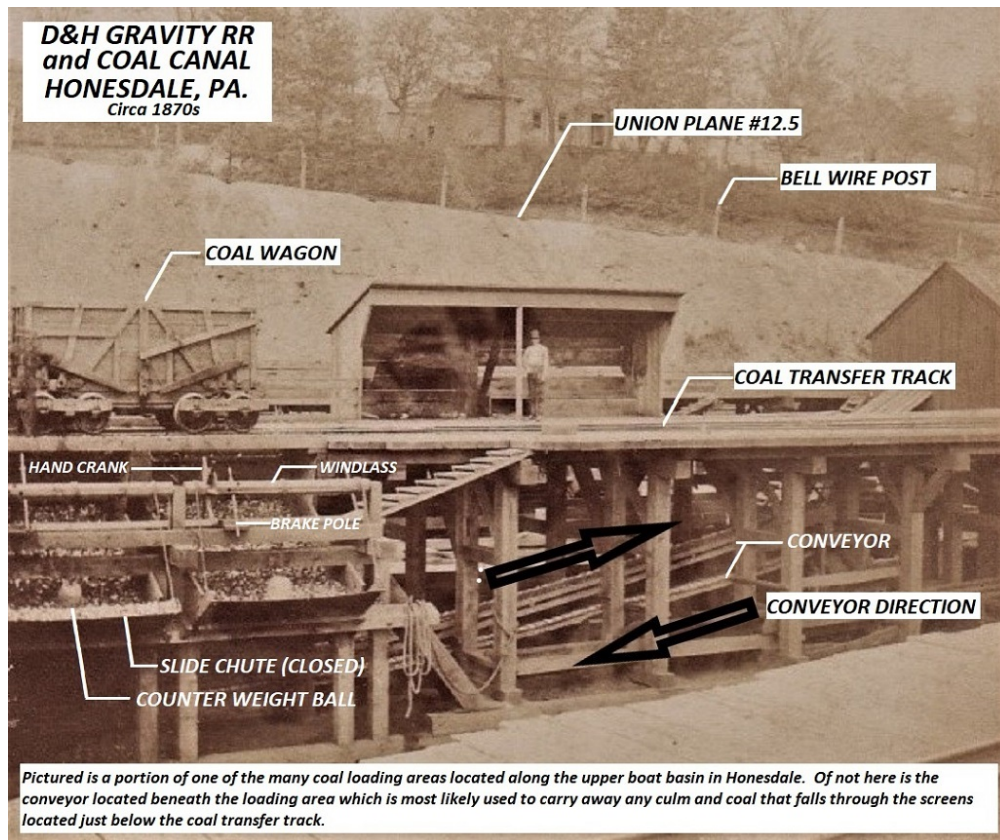 D&H GRAVITY RR
and COAL CANAL
HONESDALE, PA.
Circa 1870s
UNION PLANE #12.5
BELL WIRE POST
COAL WAGON
COAL TRANSFER TRACK
HAND CRANK
WINDLASS
BRAKE POLE
CONVEYOR
CONVEYOR DIRECTION
SLIDE CHUTE (CLOSED)
COUNTER WEIGHT BALL
Pictured is a portion of one of the many coal loading areas located along the upper boat basin in Honesdale. Of not here is the
conveyor located beneath the loading area which is most likely used to carry away any culm and coal that falls through the screens
located just below the coal transfer track.